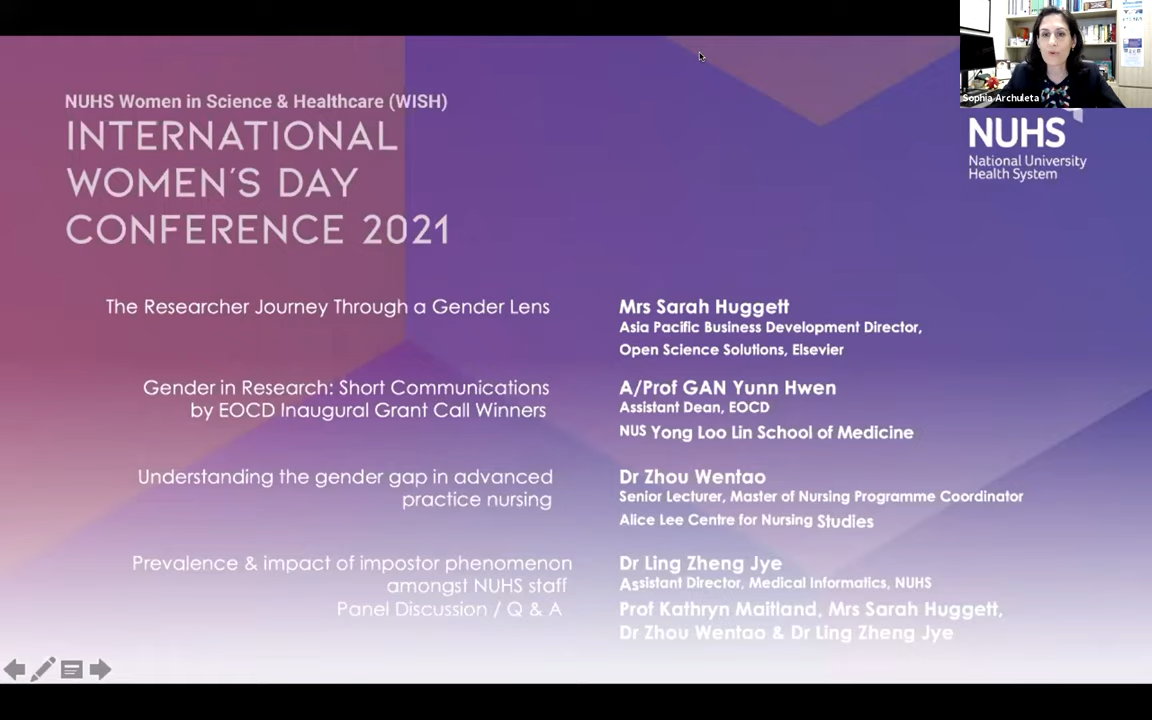 Sophia Archuleta
NUHS
National University
Health System
NUHS Women in Science & Healthcare (WISH)
INTERNATIONAL
WOMEN'S DAY
CONFERENCE 2021
The Researcher Journey Through a Gender Lens
Mrs Sarah Huggett
Asia Pacific Business Development Director,
Open Science Solutions, Elsevier
Gender in Research: Short Communications
by EOCD Inaugural Grant Call Winners
A/Prof GAN Yunn Hwen
Assistant Dean, EOCD
NUS Yong Loo Lin School of Medicine
Understanding the gender gap in advanced
practice nursing
Dr Zhou Wentao
Senior Lecturer, Master of Nursing Programme Coordinator
Alice Lee Centre for Nursing Studies
Prevalence & impact of impostor phenomenon
amongst NUHS staff
Dr Ling Zheng Jye
Assistant Director, Medical Informatics, NUHS
Panel Discussion / Q & A
Prof Kathryn Maitland, Mrs Sarah Huggett,
Dr Zhou Wentao & Dr Ling Zheng Jye